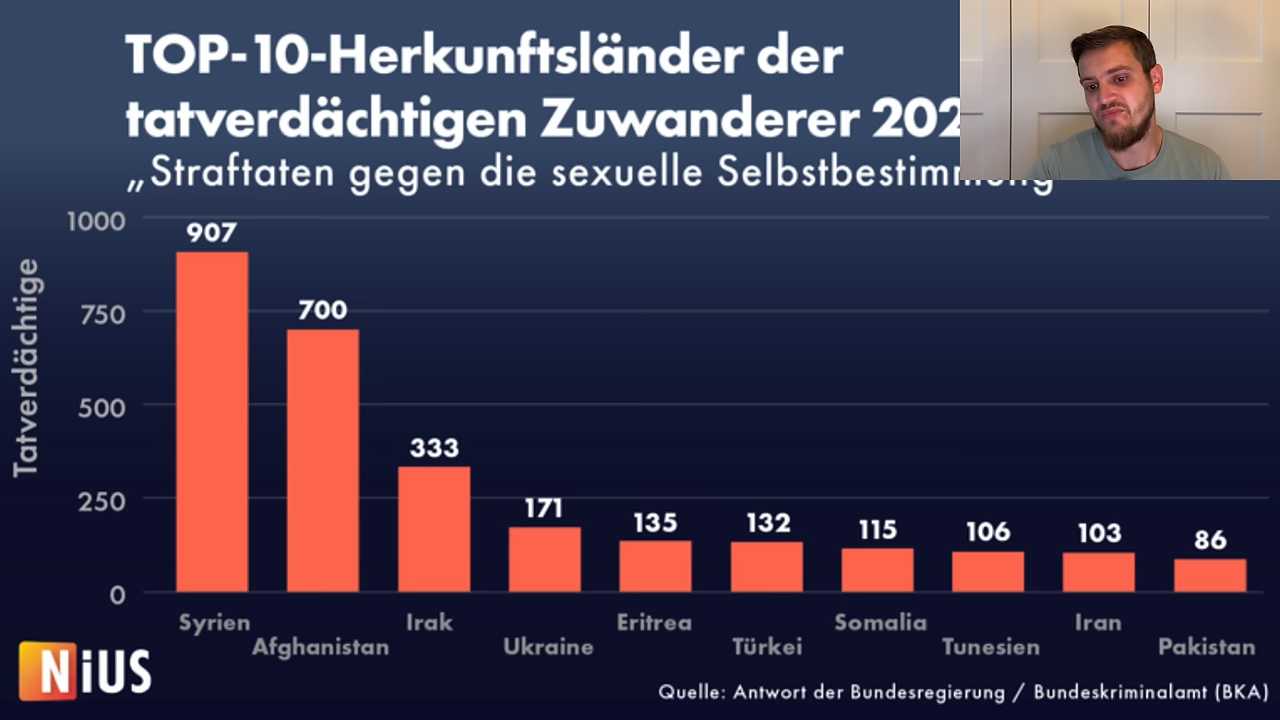 TOP-10-Herkunftsländer der
tatverdächtigen Zuwanderer 202
„Straftaten gegen die sexuelle
Tatverdächtige
1000
750
500
250
0
907
700
333
171
135
132
115
106
103
86
Syrien
Afghanistan
Irak
Ukraine
Eritrea
Türkei
Somalia
Tunesien
Iran
Pakistan
NiUS
Quelle: Antwort der Bundesregierung / Bundeskriminalamt (BKA)